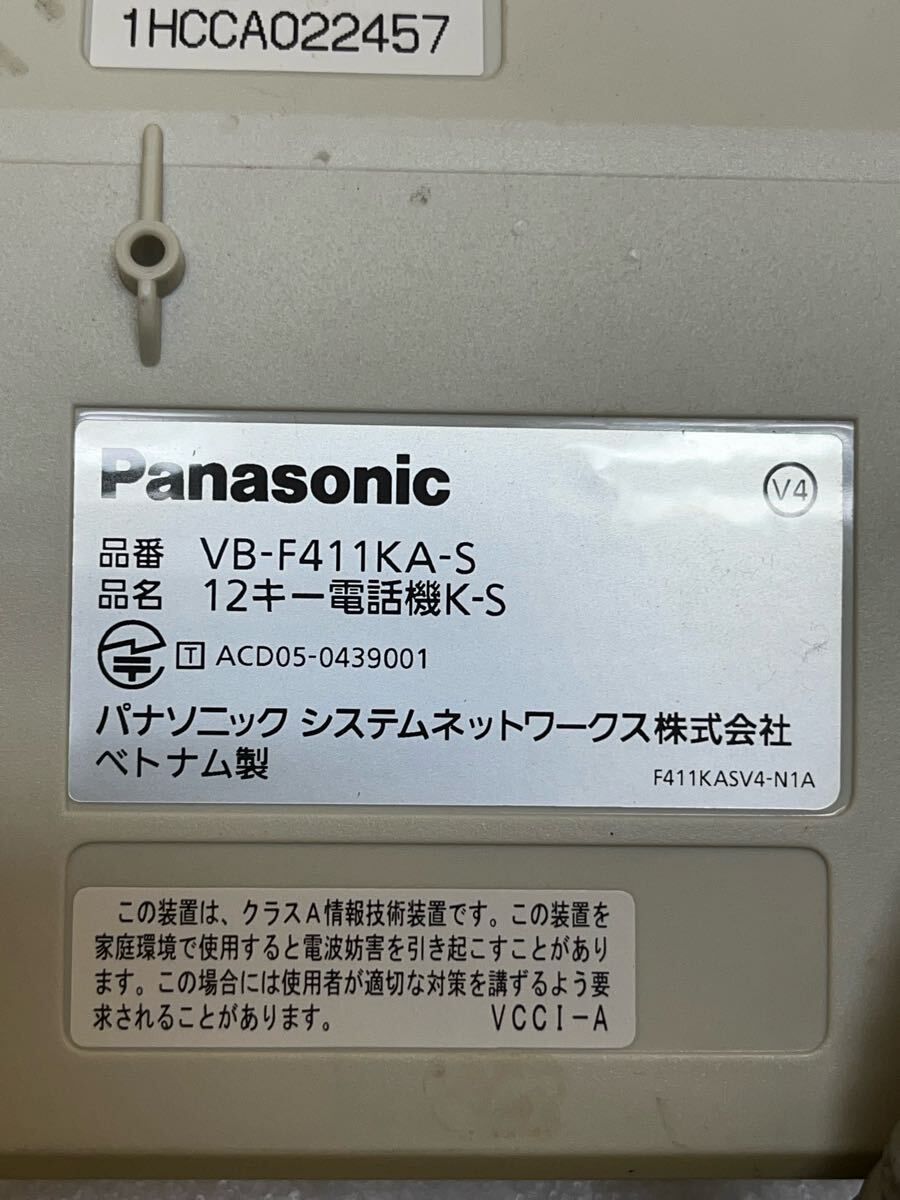 1HCCA022457
Panasonic
V4
品番 VB-F411KA-S
品名 12キー電話機K-S
T ACD05-0439001
パナソニック システムネットワークス株式会社
ベトナム製
F411KASV4-N1A
この装置は、クラスA情報技術装置です。この装置を
家庭環境で使用すると電波妨害を引き起こすことがあり
ます。この場合には使用者が適切な対策を講ずるよう要
求されることがあります。 VCCI-A